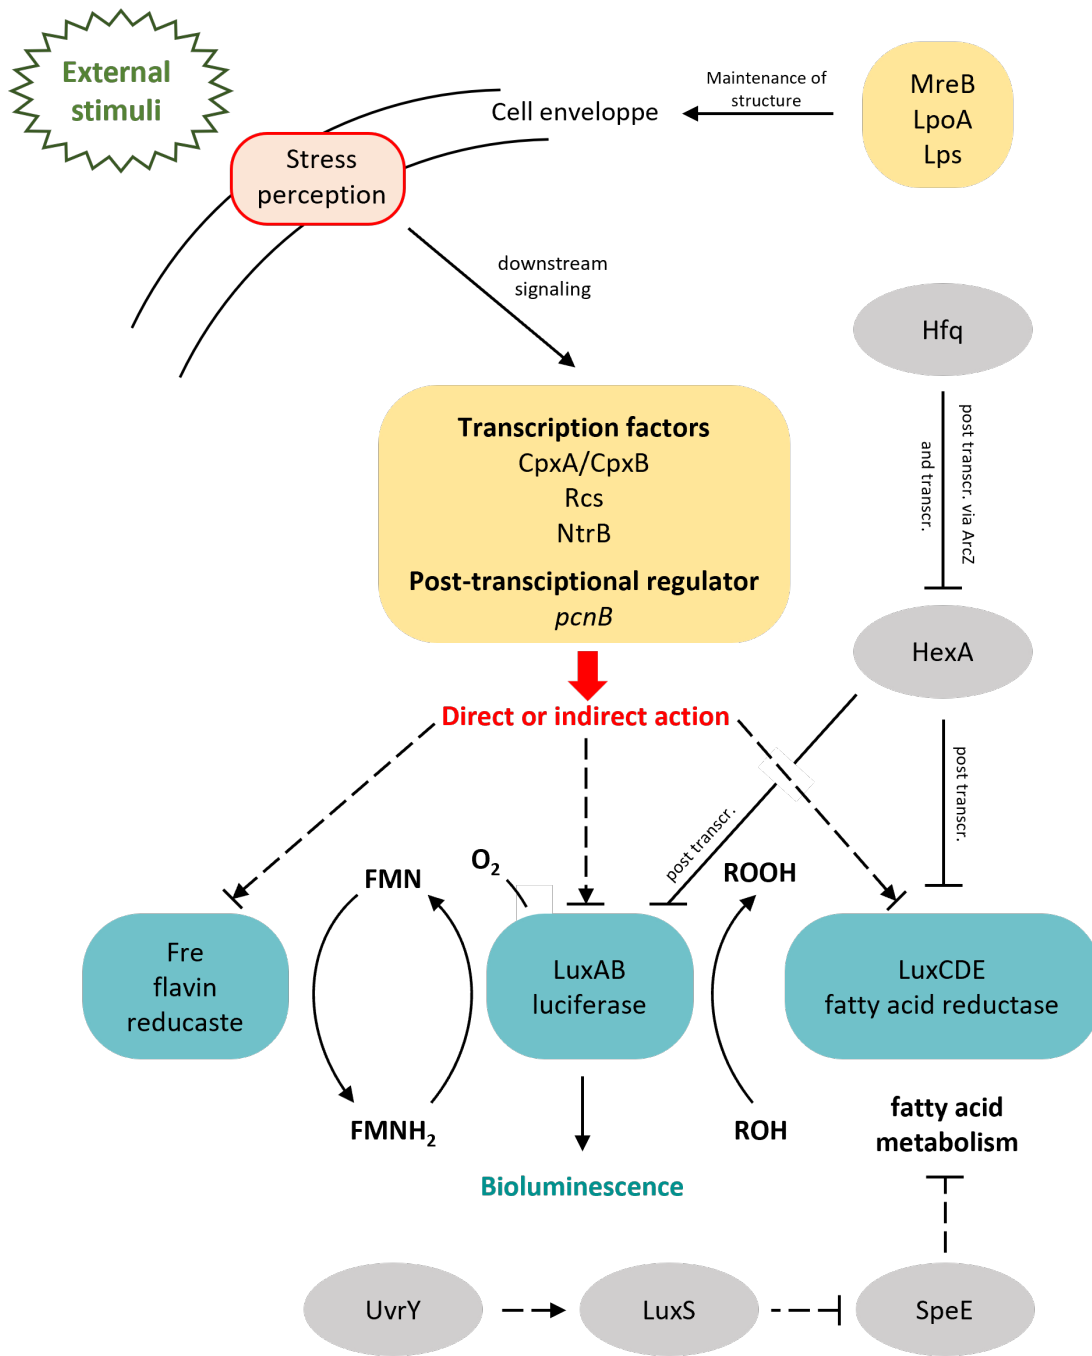 External
stimuli
Stress
perception
Cell enveloppe
Maintenance of
structure
MreB
LpoA
Lps
downstream
signaling
Hfq
post transcr. via ArcZ
and transcr.
Transcription factors
CpxA/CpxB
Rcs
NtrB
Post-transciptional regulator
pcnB
HexA
Direct or indirect action
post transcr.
post transcr.
O₂
FMN
ROOH
Fre
flavin
reducaste
LuxAB
luciferase
LuxCDE
fatty acid reductase
FMNH₂
ROH
fatty acid
metabolism
Bioluminescence
UvrY
LuxS
SpeE